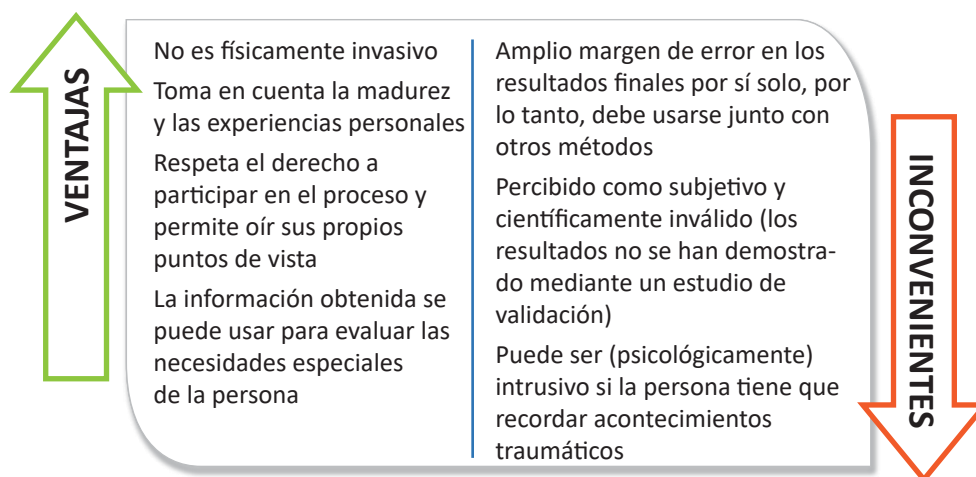 VENTAJAS
No es físicamente invasivo
Toma en cuenta la madurez
y las experiencias personales
Respeta el derecho a
participar en el proceso y
permite oír sus propios
puntos de vista
La información obtenida se
puede usar para evaluar las
necesidades especiales
de la persona
Amplio margen de error en los
resultados finales por sí solo, por
lo tanto, debe usarse junto con
otros métodos
Percibido como subjetivo y
científicamente inválido (los
resultados no se han demostra-
do mediante un estudio de
validación)
Puede ser (psicológicamente)
intrusivo si la persona tiene que
recordar acontecimientos
traumáticos
INCONVENIENTES